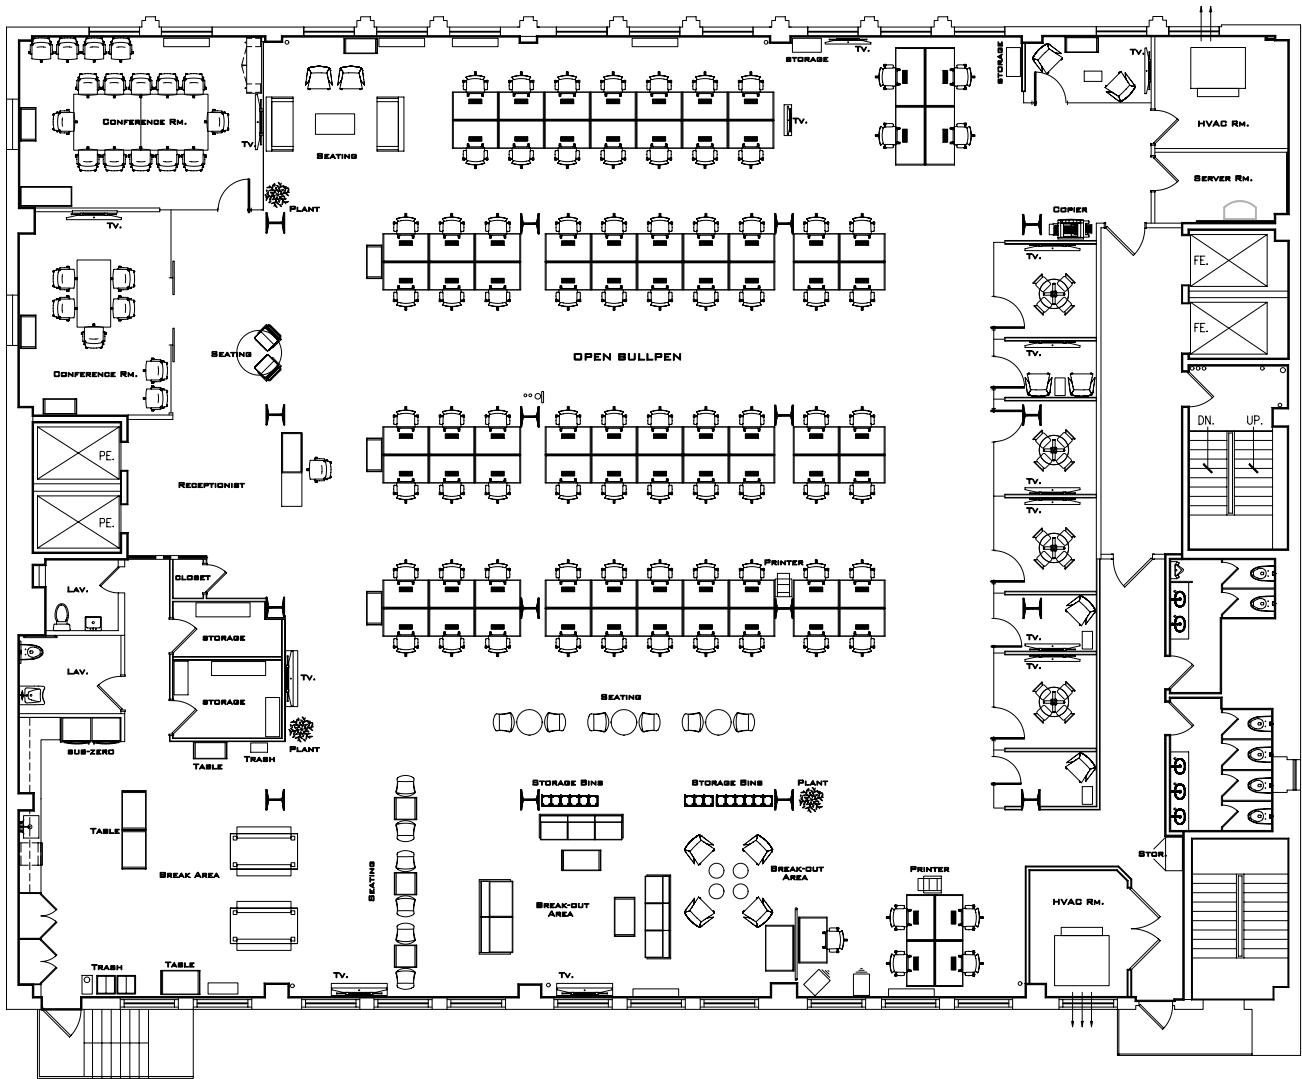 Tv.
STORAGE
STORAGE
Tv.
CONFERENCE RM.
Tv.
SEATING
Tv.
HVAC RM.
SERVER RM.
PLANT
COPIER
Tv.
Tv.
FE.
FE.
SEATING
OPEN BULLPEN
Tv.
CONFERENCE RM.
DN.
UP.
PE.
RECEPTIONIST
Tv.
Tv.
PE.
PRINTER
CLOSET
LAV.
STORAGE
Tv.
Tv.
LAV.
Tv.
STORAGE
SEATING
PLANT
SUB-ZERO
TRASH
TABLE
STORAGE BINS
STORAGE BINS
PLANT
TABLE
BREAK AREA
SEATING
BREAK-OUT
AREA
BREAK-OUT
AREA
PRINTER
STOR.
HVAC RM.
TRASH
TABLE
Tv.
Tv.